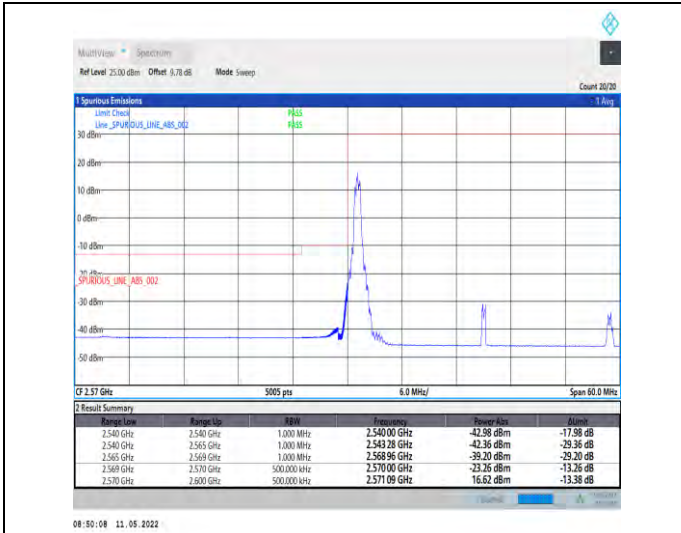 MultiView Spectrum
Ref Level 25.00 dBm Offset 9.78 dB Mode Sweep
Count 20/20
1 Spurious Emissions 1 Avg
Limit Check PASS
Line _SPURIOUS_LINE_ABS_002 PASS
30 dBm
20 dBm
10 dBm
0 dBm
-10 dBm
-20 dBm
_SPURIOUS_LINE_ABS_002
-30 dBm
-40 dBm
-50 dBm
CF 2.57 GHz 5005 pts 6.0 MHz/ Span 60.0 MHz
2 Result Summary
Range Low Range Up RBW Frequency Power Abs ΔLimit
2.540 GHz 2.540 GHz 1.000 MHz 2.540 00 GHz -42.98 dBm -17.98 dB
2.540 GHz 2.565 GHz 1.000 MHz 2.543 28 GHz -42.36 dBm -29.36 dB
2.565 GHz 2.569 GHz 1.000 MHz 2.568 96 GHz -39.20 dBm -29.20 dB
2.569 GHz 2.570 GHz 500.000 kHz 2.570 00 GHz -23.26 dBm -13.26 dB
2.570 GHz 2.600 GHz 500.000 kHz 2.571 09 GHz 16.62 dBm -13.38 dB
08:50:08 11.05.2022